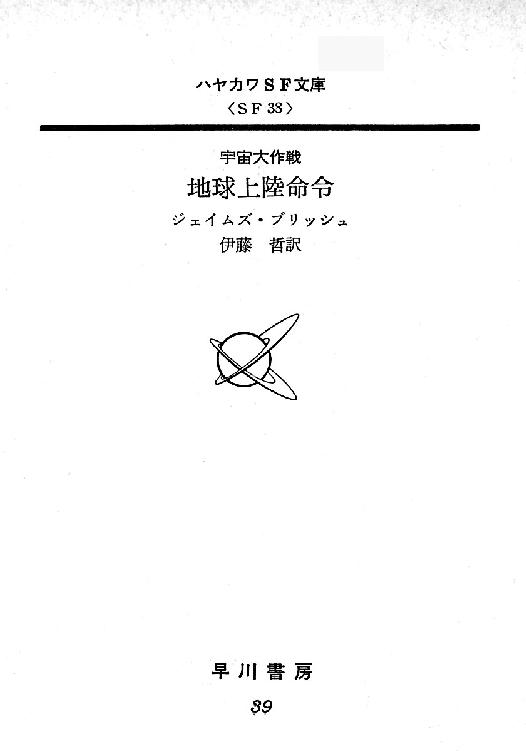 ハヤカワSF文庫
〈SF33〉
宇宙大作戦
地球上陸命令
ジェイムズ・ブリッシュ
伊藤 哲訳
早川書房
39